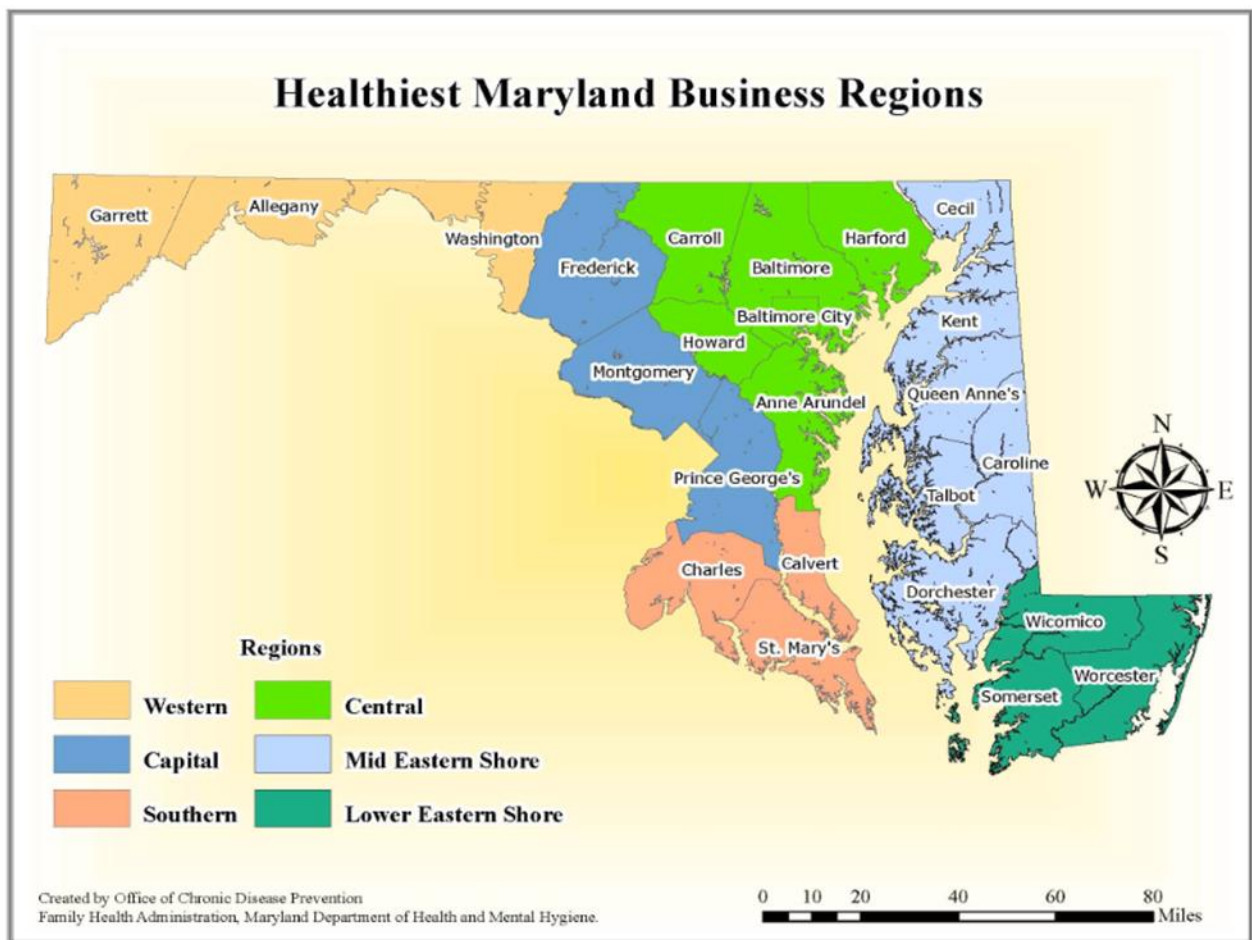 Healthiest Maryland Business Regions
Garrett
Allegany
Washington
Frederick
Carroll
Baltimore
Harford
Cecil
Baltimore City
Kent
Howard
Montgomery
Anne Arundel
Queen Anne's
Prince George's
Talbot
Caroline
Charles
Calvert
Dorchester
St. Mary's
Wicomico
Somerset
Worcester
N
W E
S
Regions
Western
Central
Capital
Mid Eastern Shore
Southern
Lower Eastern Shore
Created by Office of Chronic Disease Prevention
Family Health Administration, Maryland Department of Health and Mental Hygiene.
0 10 20 40 60 80
Miles